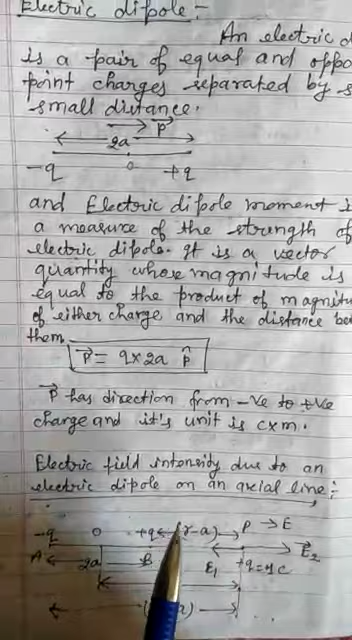 Electric dipole:-
An electric d
is a pair of equal and oppo
point charges separated by s
small distance.
→ P⃗
2a
-q o +q
and Electric dipole moment i
a measure of the strength of
electric dipole. It is a vector
quantity whose magnitude is
equal to the product of magnitu
of either charge and the distance be
them.
P⃗ = q×2a p̂
P⃗ has direction from -ve to +ve
charge and it's unit is c×m.
Electric field intensity due to an
electric dipole on an axial line:-
-q o +q (r-a) P → E
A 2a B E₁ +q=1C E⃗₂